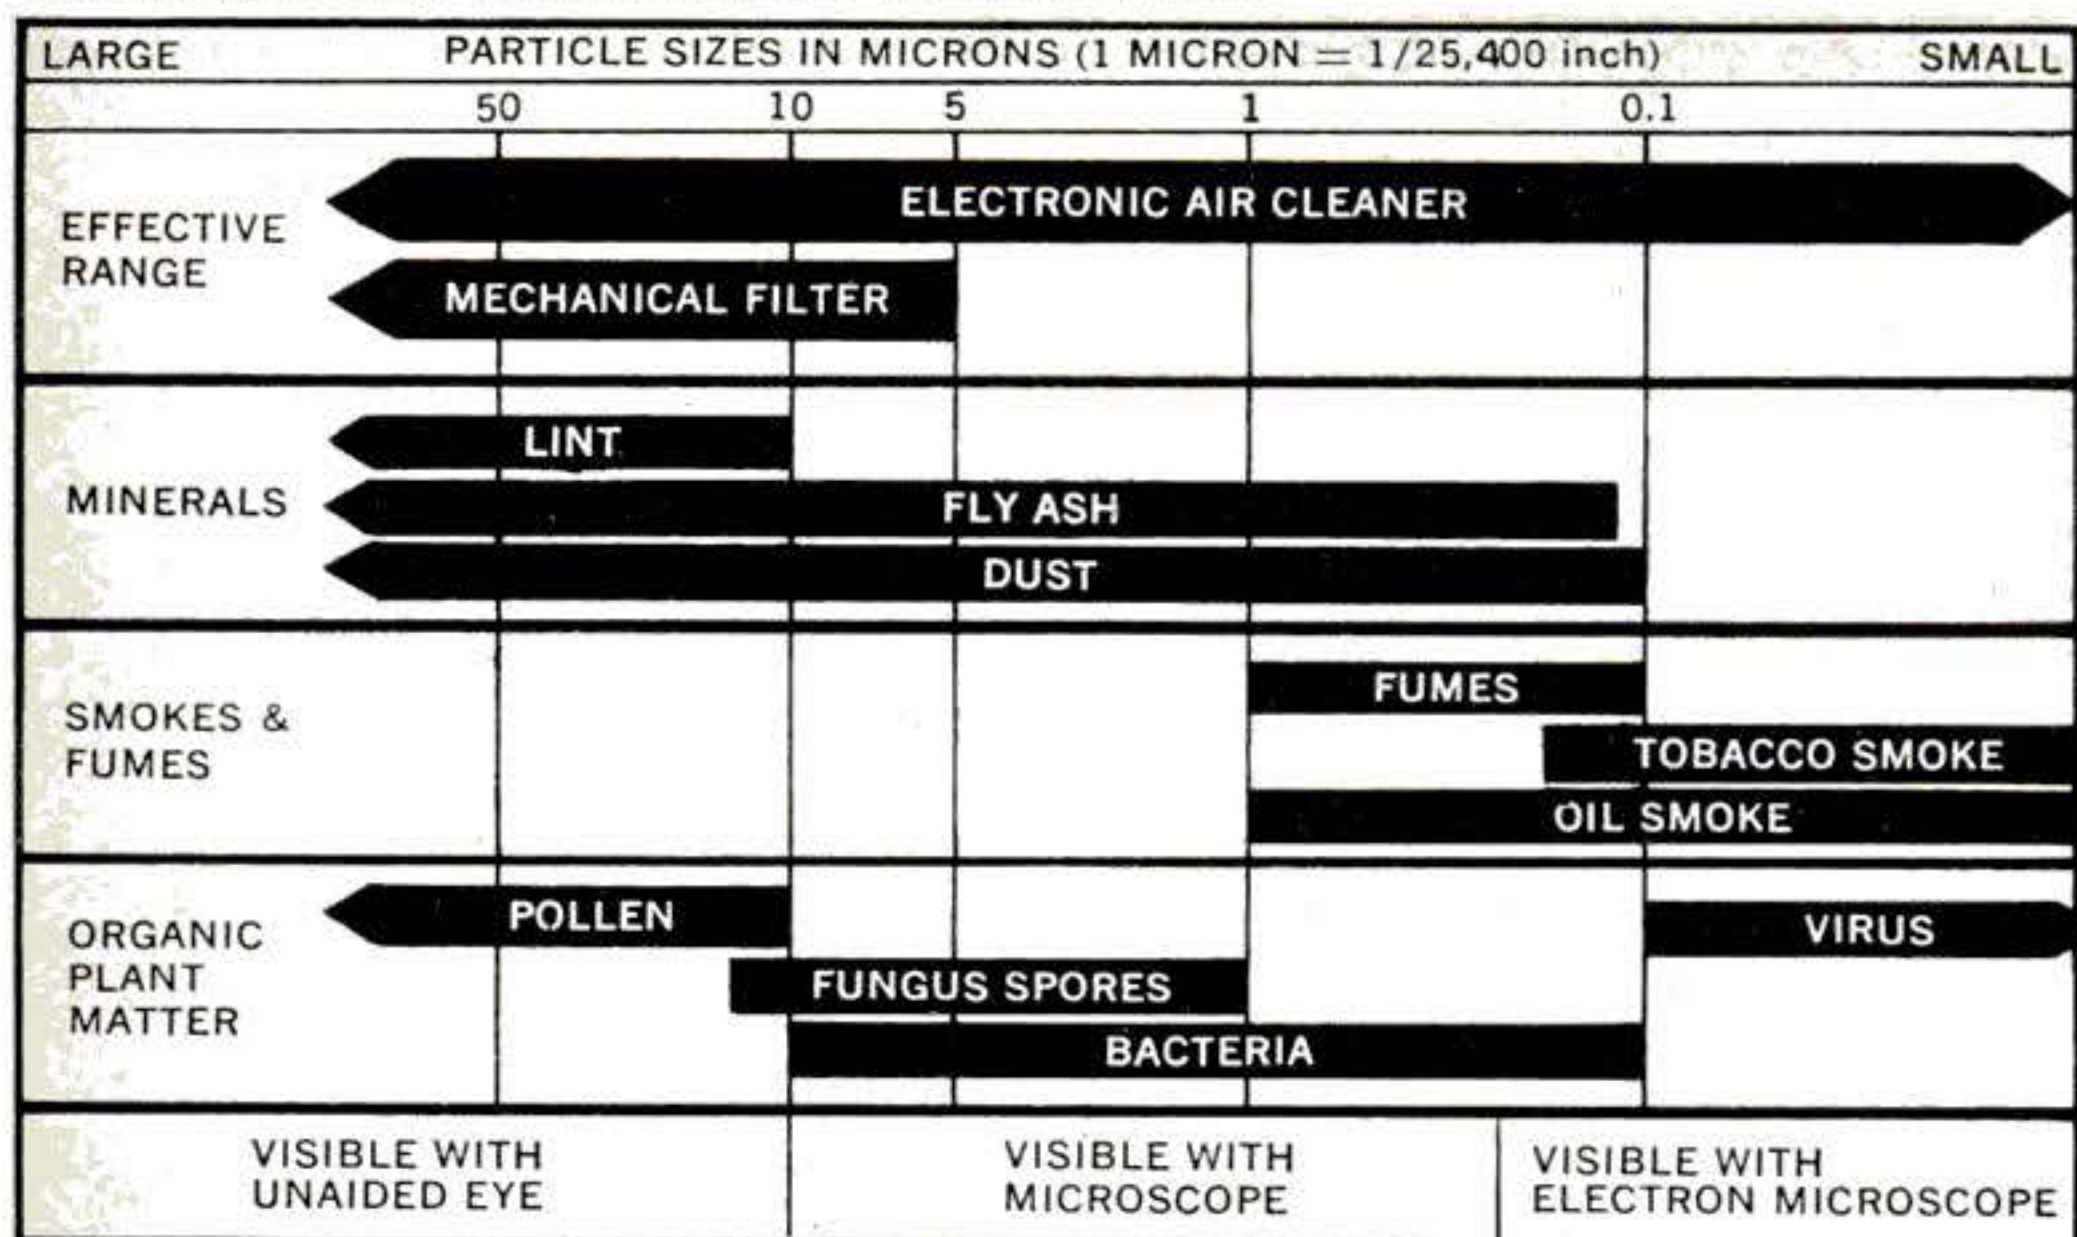 LARGE PARTICLE SIZES IN MICRONS (1 MICRON = 1/25,400 inch) SMALL
50 10 5 1 0.1
EFFECTIVE
RANGE
ELECTRONIC AIR CLEANER
MECHANICAL FILTER
MINERALS
LINT
FLY ASH
DUST
SMOKES &
FUMES
FUMES
TOBACCO SMOKE
OIL SMOKE
ORGANIC
PLANT
MATTER
POLLEN
VIRUS
FUNGUS SPORES
BACTERIA
VISIBLE WITH
UNAIDED EYE
VISIBLE WITH
MICROSCOPE
VISIBLE WITH
ELECTRON MICROSCOPE